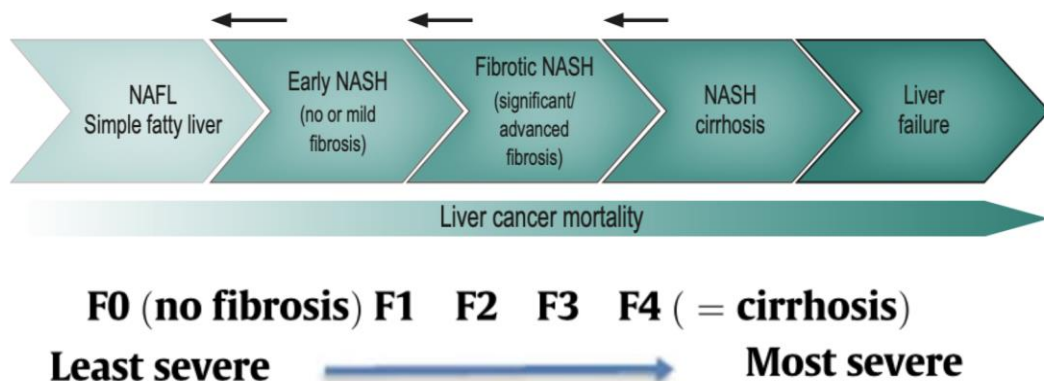 NAFL
Simple fatty liver
Early NASH
(no or mild
fibrosis)
Fibrotic NASH
(significant/
advanced
fibrosis)
NASH
cirrhosis
Liver
failure
Liver cancer mortality
F0 (no fibrosis) F1 F2 F3 F4 ( = cirrhosis)
Least severe Most severe